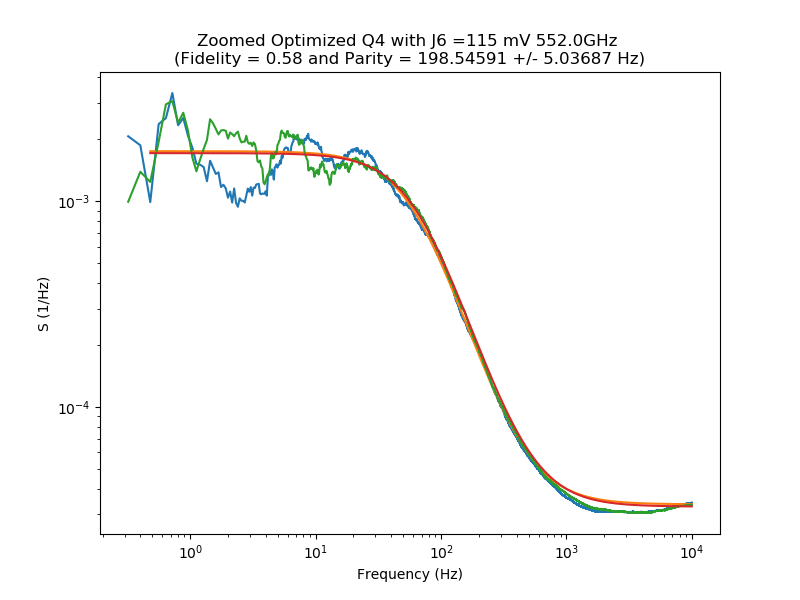 Zoomed Optimized Q4 with J6 =115 mV 552.0GHz
(Fidelity = 0.58 and Parity = 198.54591 +/- 5.03687 Hz)
S (1/Hz)
10⁻³
10⁻⁴
10⁰ 10¹ 10² 10³ 10⁴
Frequency (Hz)